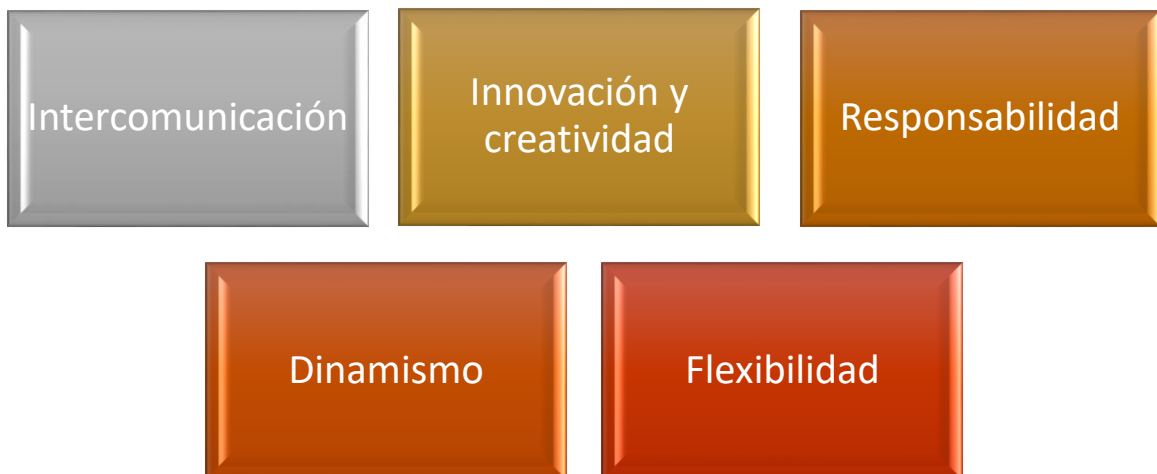 Intercomunicación
Innovación y
creatividad
Responsabilidad
Dinamismo
Flexibilidad